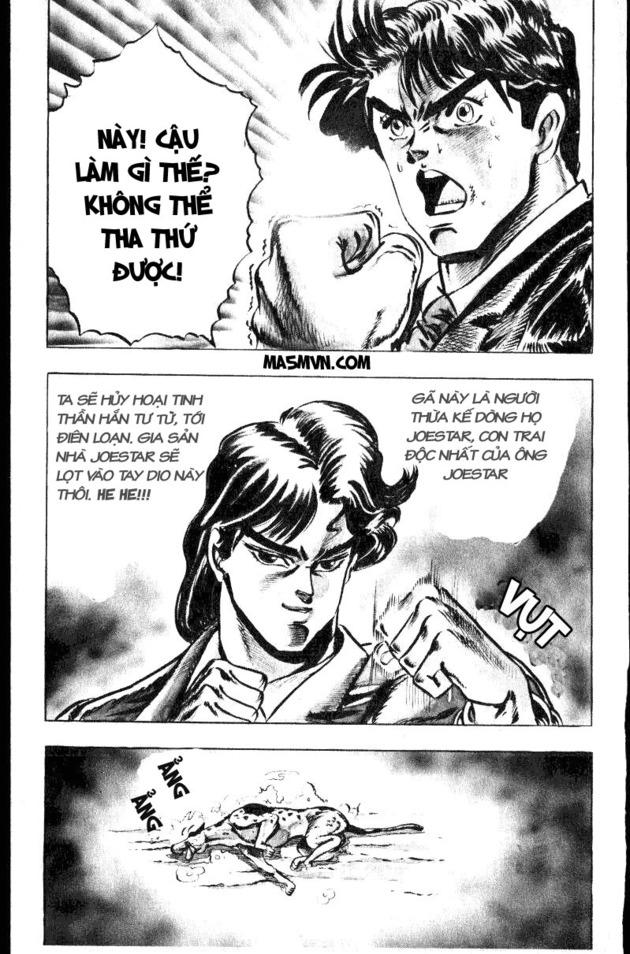 NÀY! CẬU
LÀM GÌ THẾ?
KHÔNG THỂ
THA THỨ
ĐƯỢC!
MASMVN.COM
GÃ NÀY LÀ NGƯỜI
THỪA KẾ DÒNG HỌ
JOESTAR, CON TRAI
ĐỘC NHẤT CỦA ÔNG
JOESTAR
TA SẼ HỦY HOẠI TINH
THẦN HẮN TƯ TỬ, TỚI
ĐIÊN LOẠN. GIA SẢN
NHÀ JOESTAR SẼ
LỌT VÀO TAY DIO NÀY
THÔI. HE HE!!!
VỤT
ẲNG
ẲNG